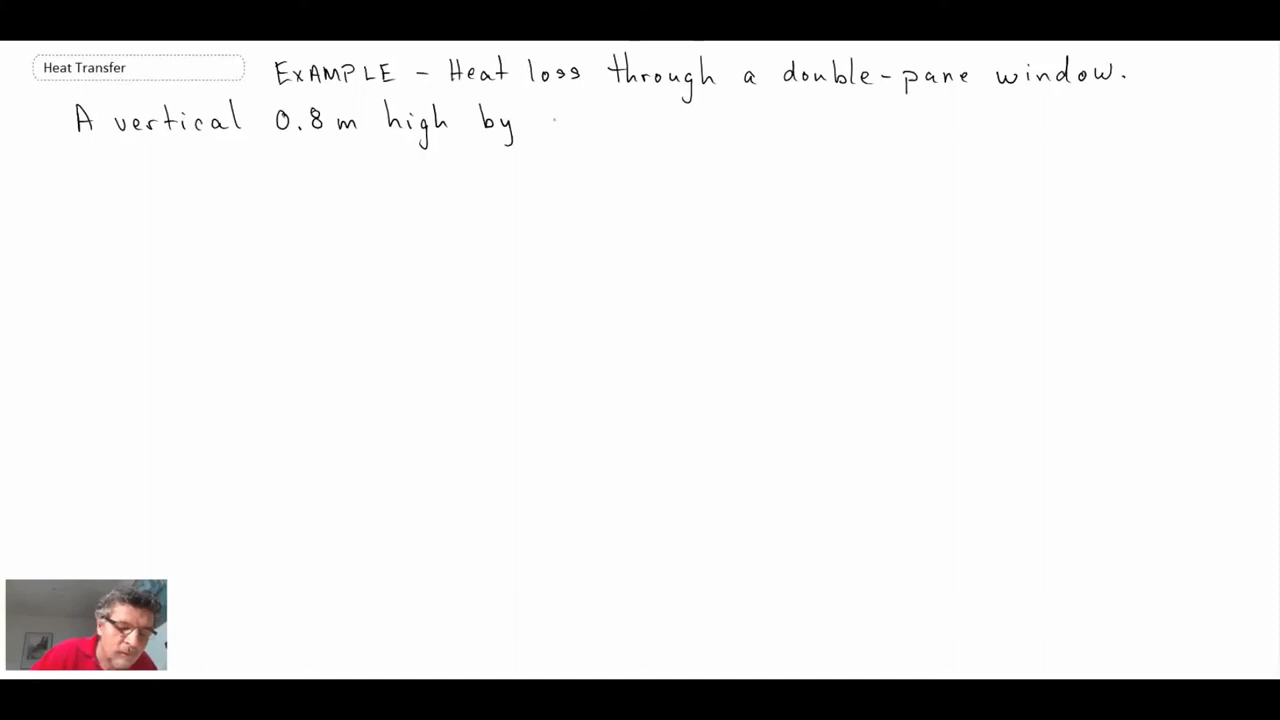 Heat Transfer
EXAMPLE - Heat loss through a double-pane window.
A vertical 0.8 m high by